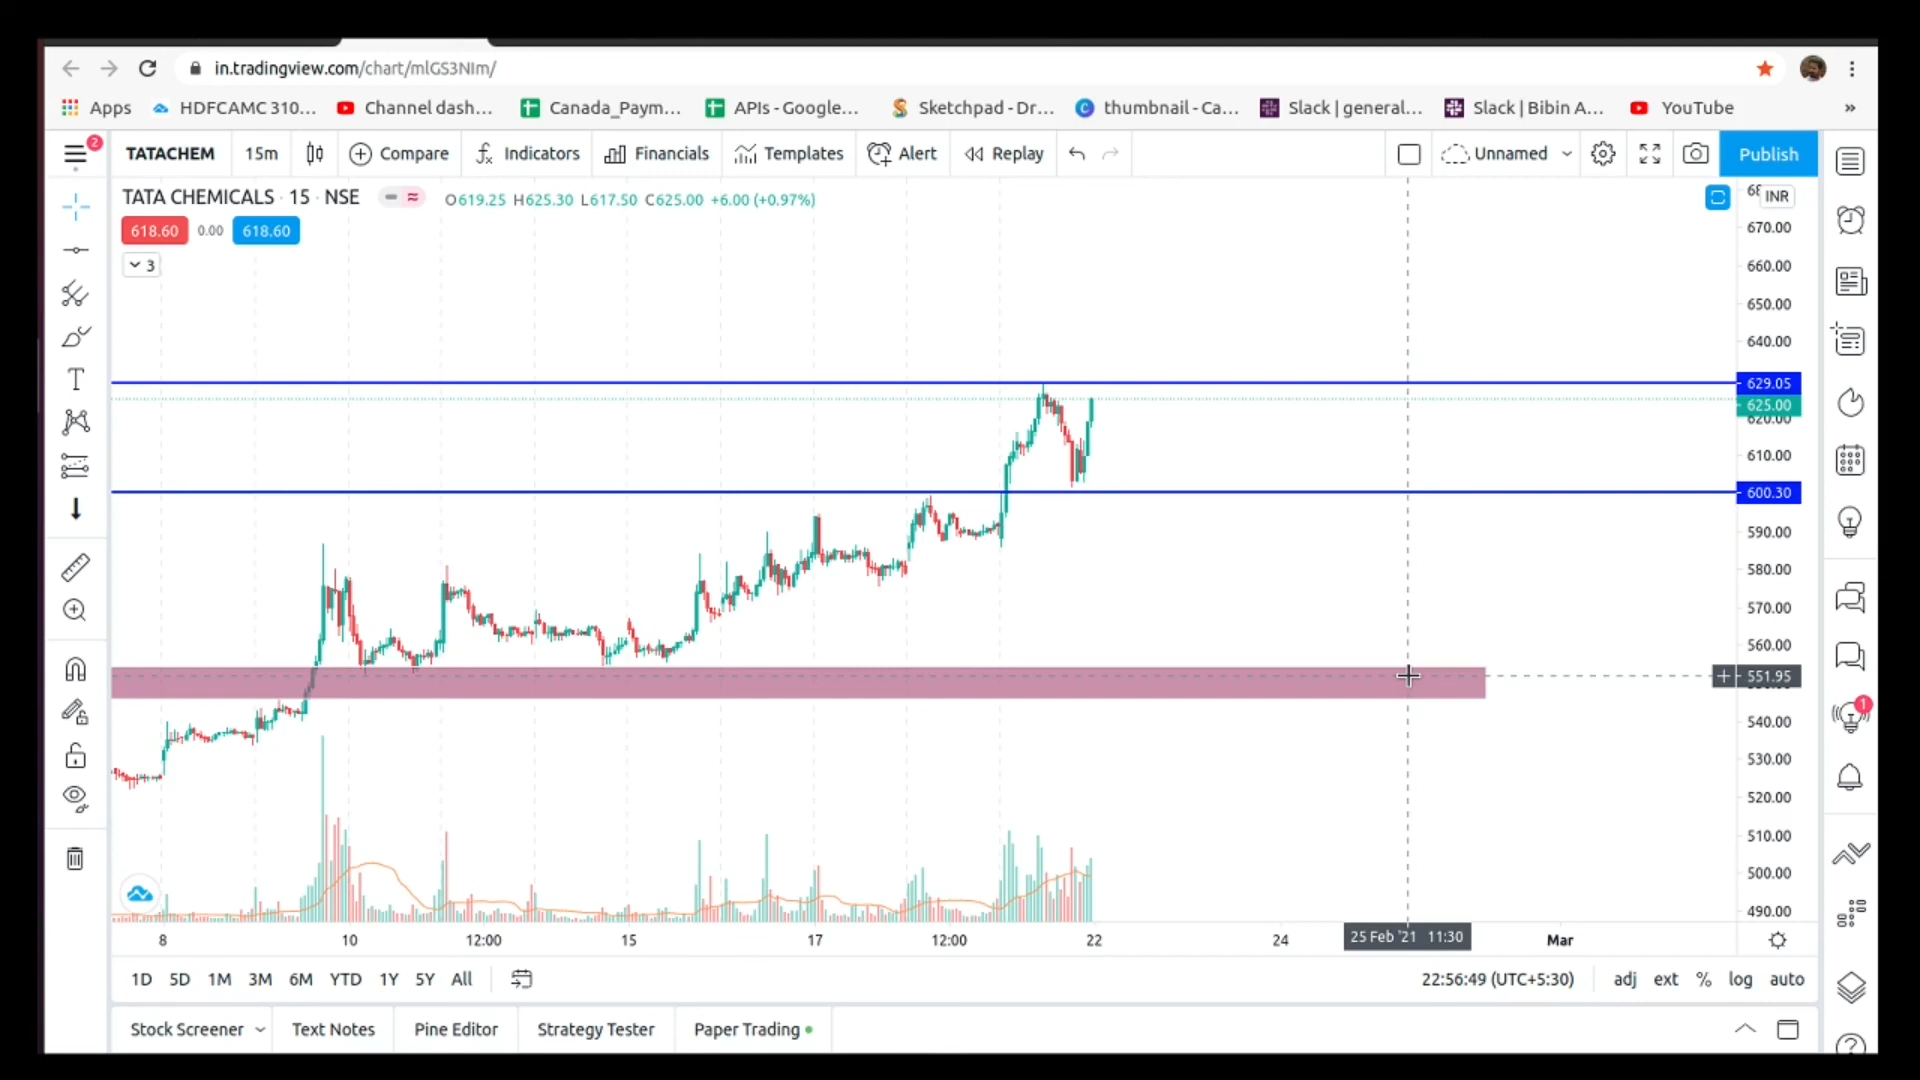 in.tradingview.com/chart/mlGS3NIm/
Apps HDFCAMC 310... Channel dash... Canada_Paym... APIs - Google... Sketchpad - Dr... thumbnail - Ca... Slack | general... Slack | Bibin A... YouTube »
2
TATACHEM 15m Compare Indicators Financials Templates Alert Replay Unnamed Publish
TATA CHEMICALS · 15 · NSE O619.25 H625.30 L617.50 C625.00 +6.00 (+0.97%)
INR
618.60 0.00 618.60
3
670.00
660.00
650.00
640.00
629.05
625.00
620.00
610.00
600.30
590.00
580.00
570.00
560.00
551.95
540.00
530.00
520.00
510.00
500.00
490.00
1
8 10 12:00 15 17 12:00 22 24 25 Feb '21 11:30 Mar
1D 5D 1M 3M 6M YTD 1Y 5Y All 22:56:49 (UTC+5:30) adj ext % log auto
Stock Screener Text Notes Pine Editor Strategy Tester Paper Trading